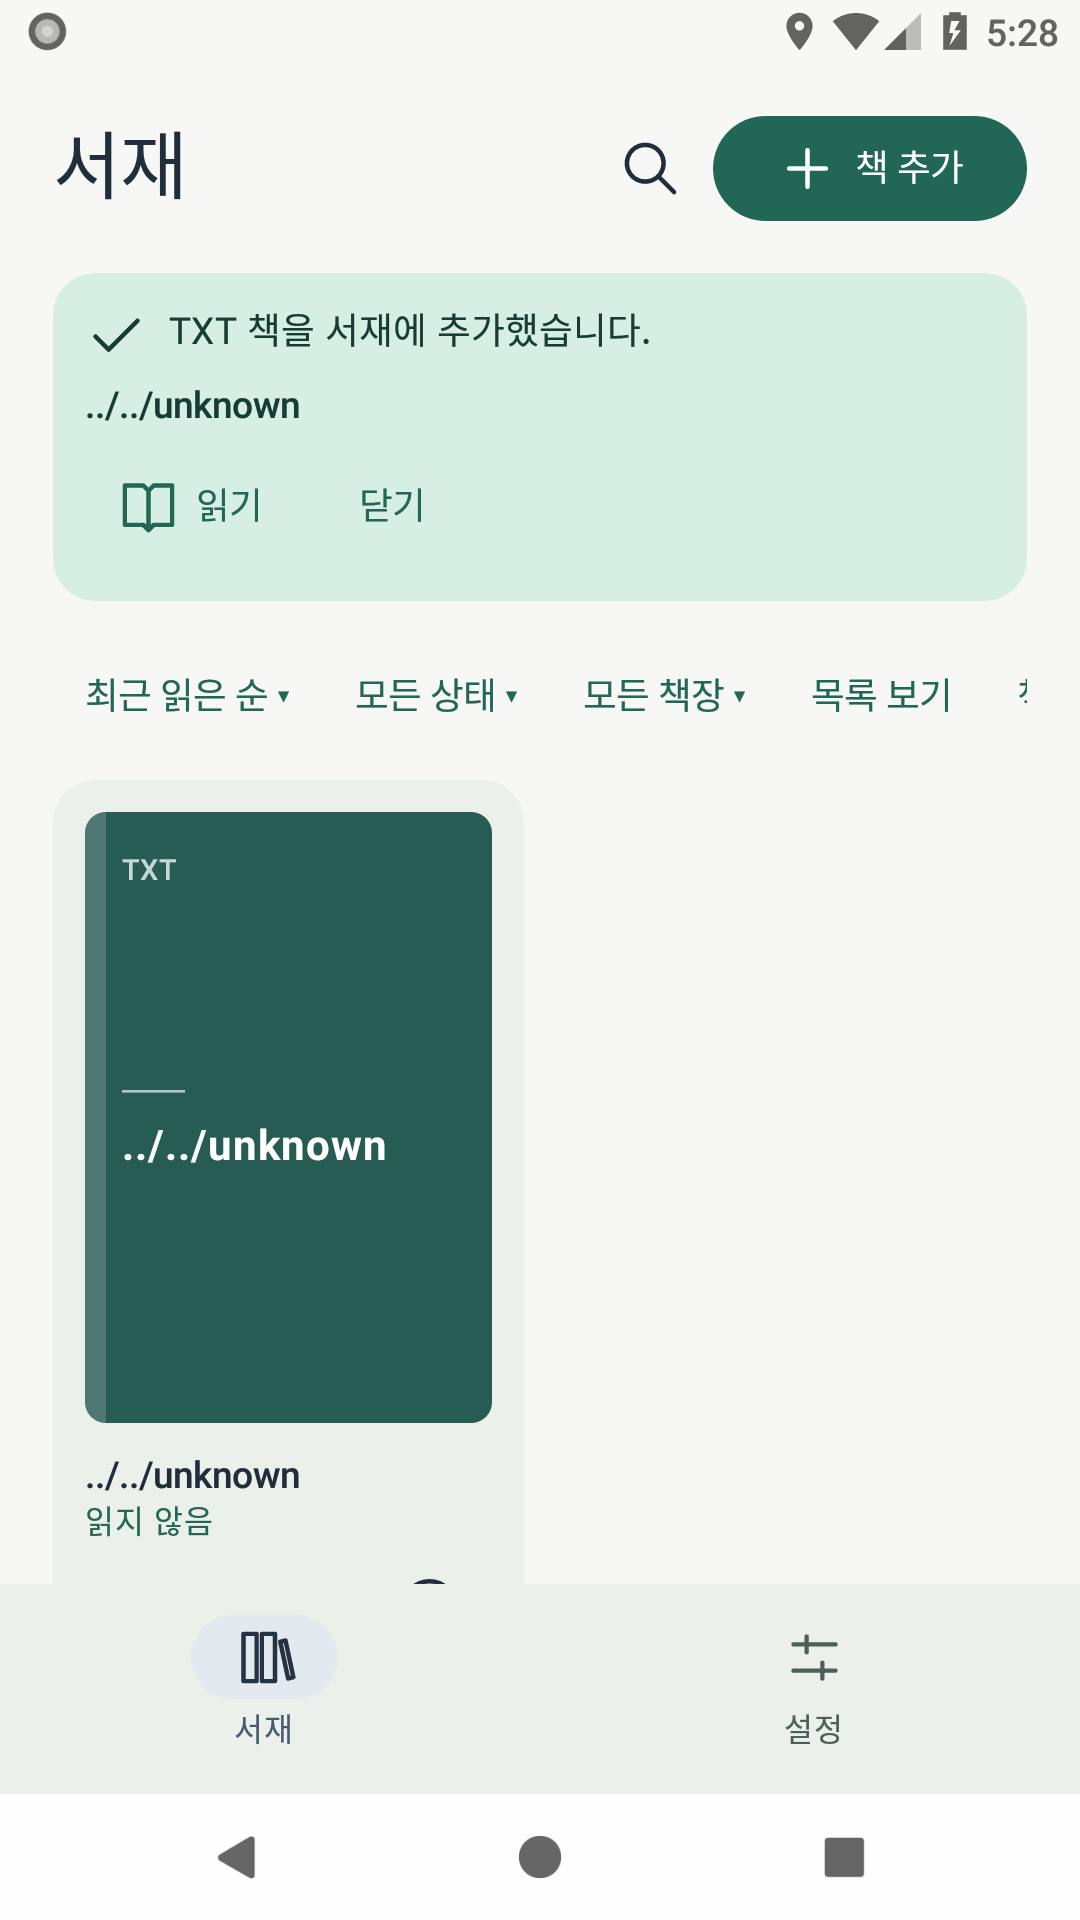 5:28
서재
책 추가
TXT 책을 서재에 추가했습니다.
../../unknown
읽기
닫기
최근 읽은 순 ▾
모든 상태 ▾
모든 책장 ▾
목록 보기
TXT
../../unknown
../../unknown
읽지 않음
서재
설정